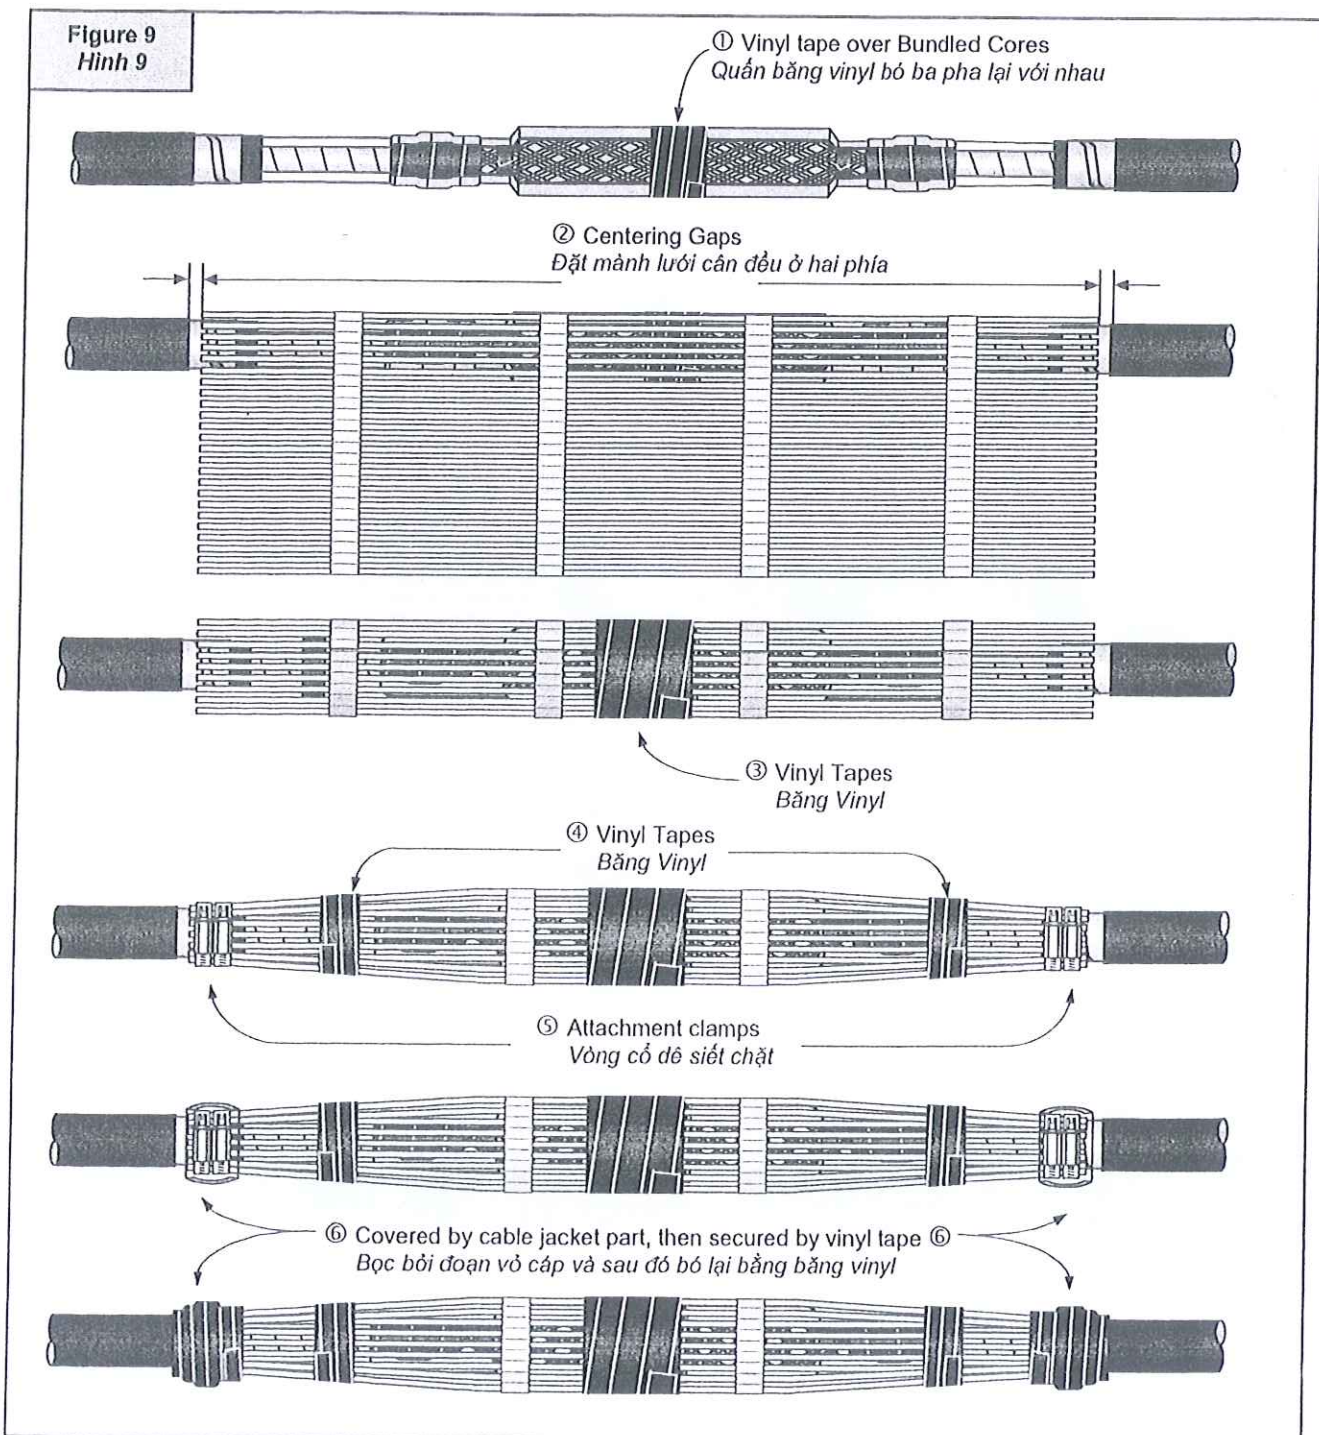 Figure 9
Hình 9
① Vinyl tape over Bundled Cores
Quấn băng vinyl bó ba pha lại với nhau
② Centering Gaps
Đặt mành lưới cân đều ở hai phía
③ Vinyl Tapes
Băng Vinyl
④ Vinyl Tapes
Băng Vinyl
⑤ Attachment clamps
Vòng cổ dê siết chặt
⑥ Covered by cable jacket part, then secured by vinyl tape ⑥
Bọc bởi đoạn vỏ cáp và sau đó bó lại bằng băng vinyl